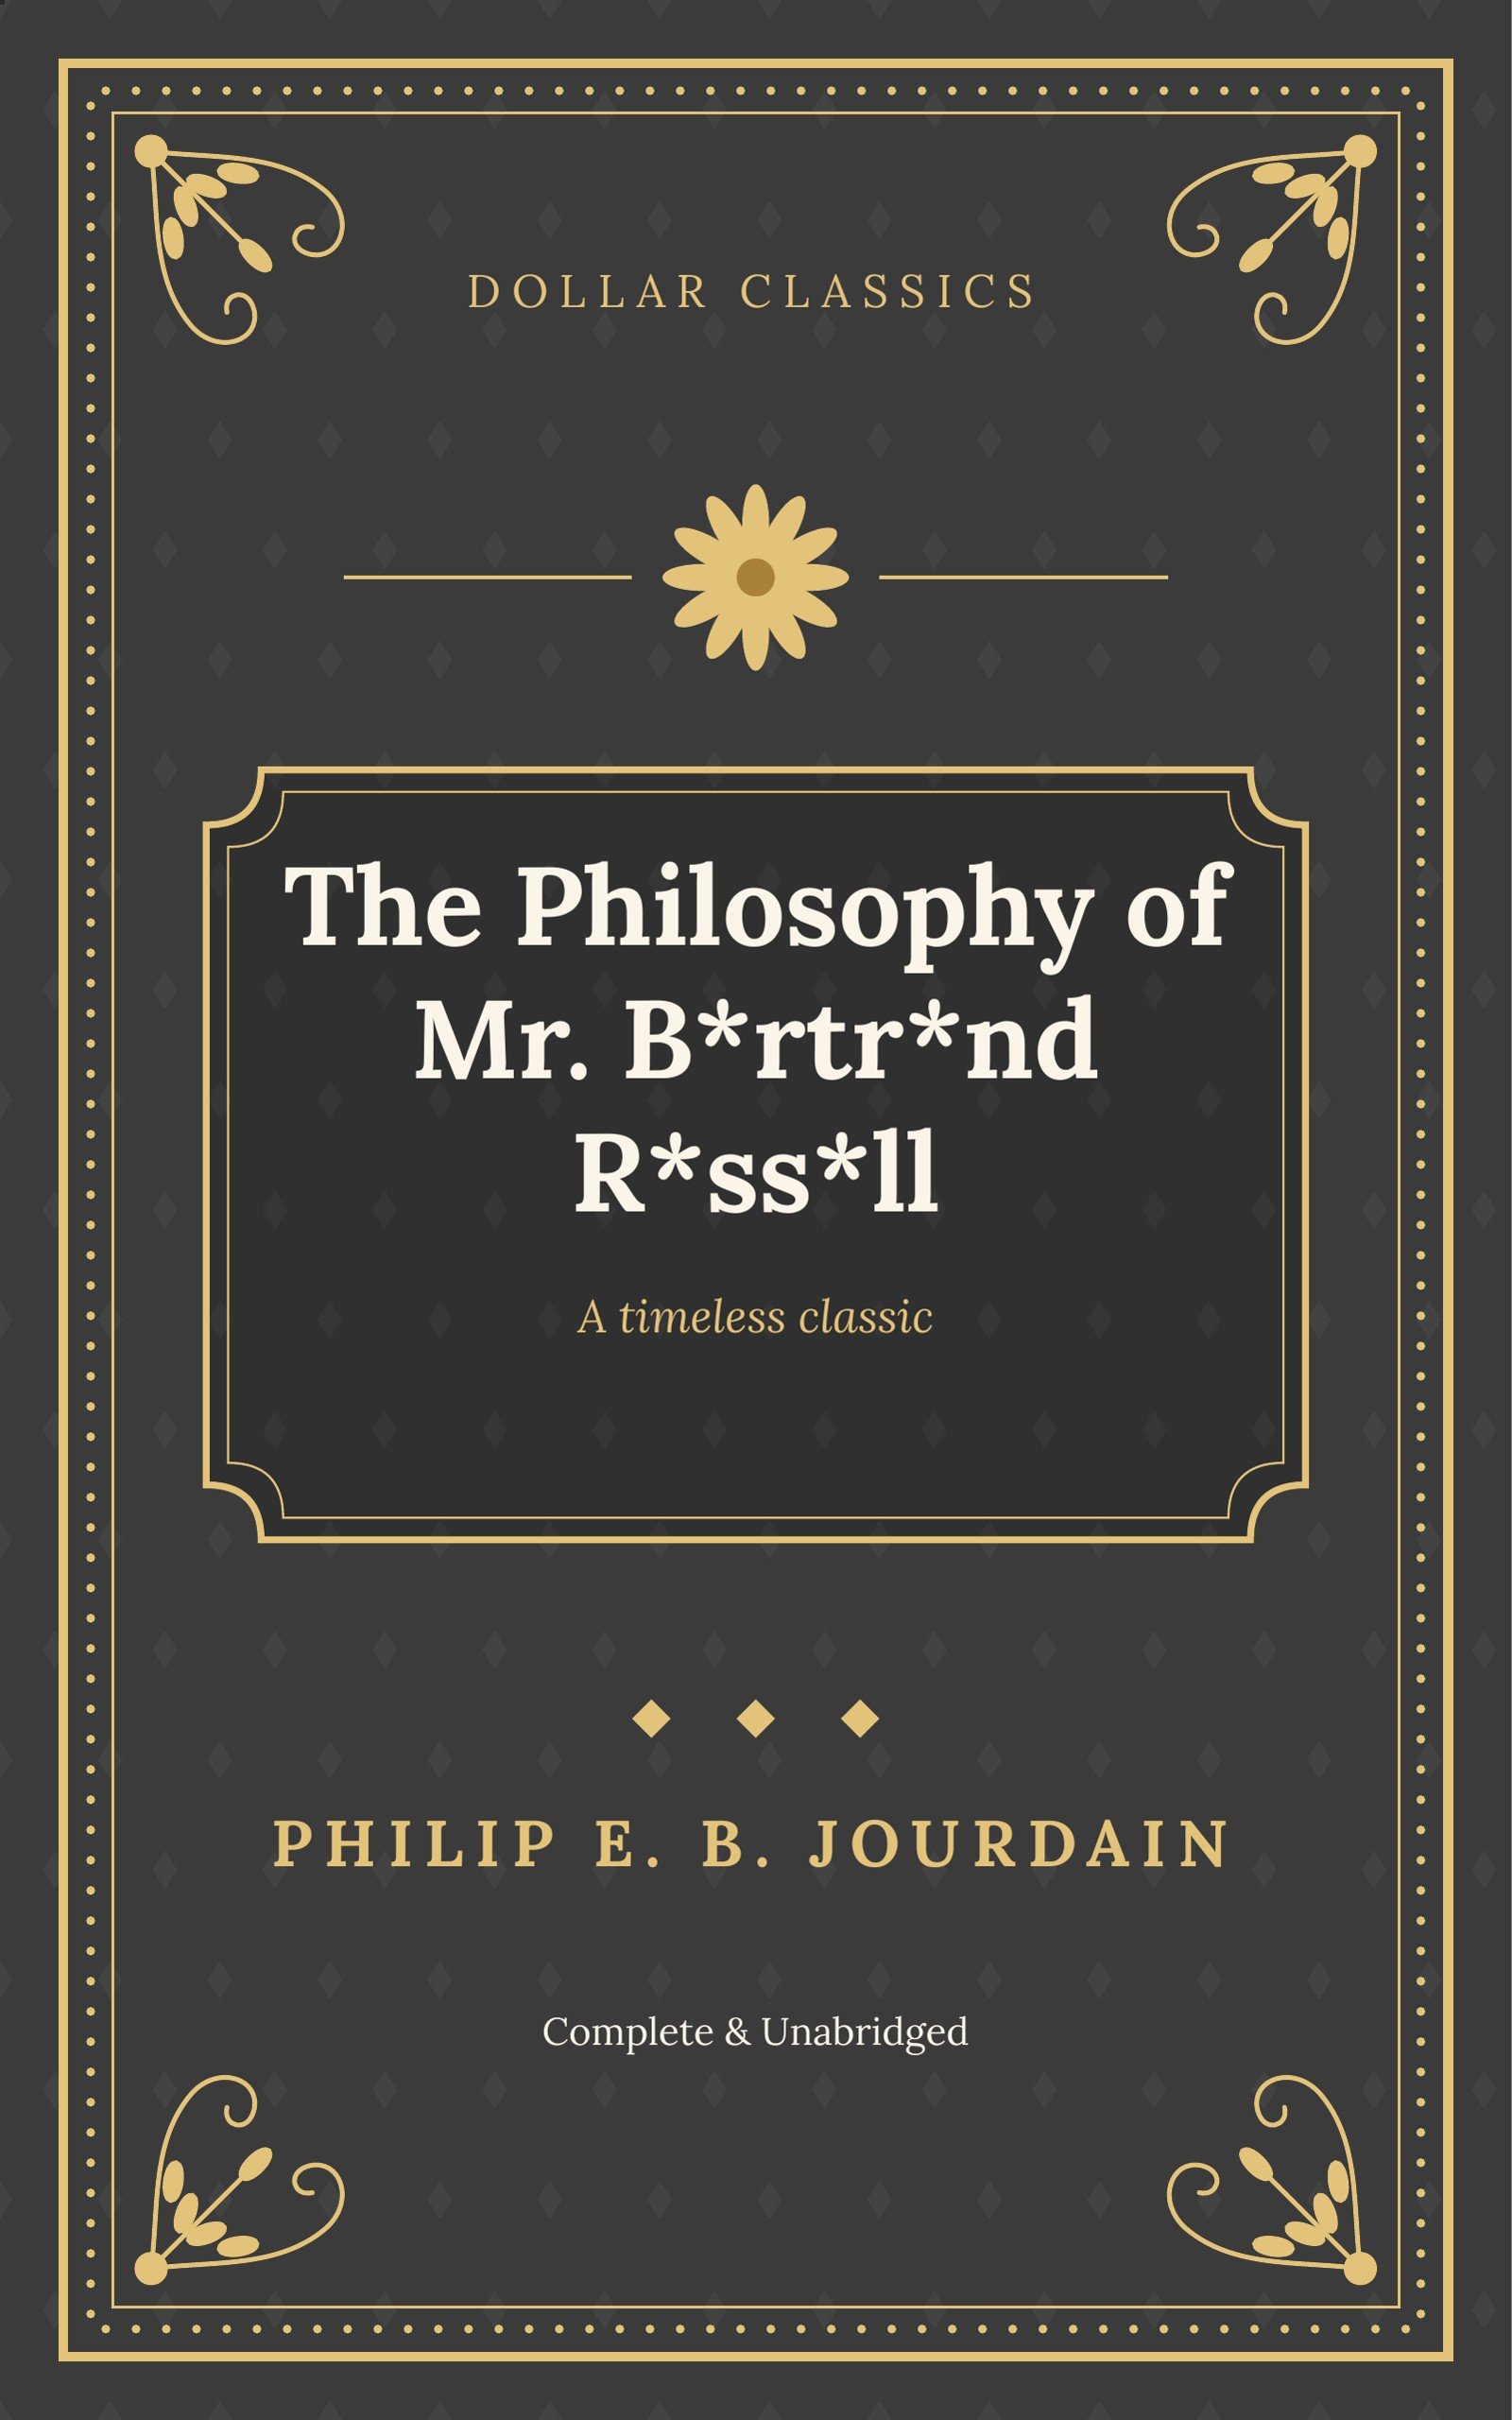 DOLLAR CLASSICS
The Philosophy of
Mr. B*rtr*nd
R*ss*ll
A timeless classic
PHILIP E. B. JOURDAIN
Complete & Unabridged